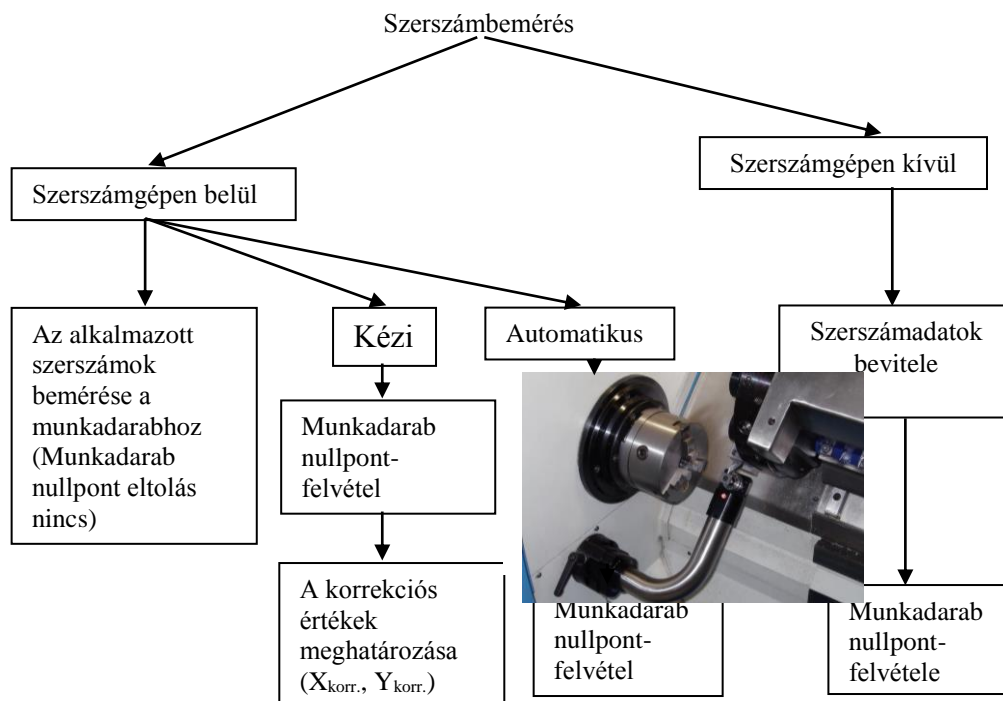 Szerszámbemérés
Szerszámgépen belül
Szerszámgépen kívül
Az alkalmazott
szerszámok
bemérése a
munkadarabhoz
(Munkadarab
nullpont eltolás
nincs)
Kézi
Automatikus
Szerszámadatok
bevitele
Munkadarab
nullpont-
felvétel
A korrekciós
értékek
meghatározása
(Xkorr., Ykorr.)
Munkadarab
nullpont-
felvétel
Munkadarab
nullpont-
felvétele